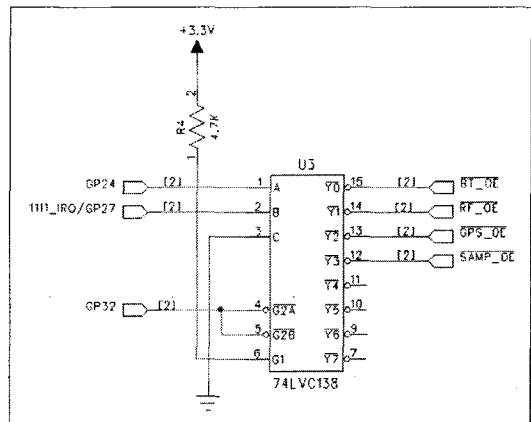 +3.3V
2
R4
4.7K
1
U3
GP24 [2] 1 A Y0 15 [2] BT_OE
1111_IRQ/GP27 [2] 2 B Y1 14 [2] RF_OE
3 C Y2 13 [2] GPS_OE
Y3 12 [2] SAMP_OE
Y4 11
GP32 [2] 4 G2A Y5 10
5 G2B Y6 9
6 G1 Y7 7
74LVC138